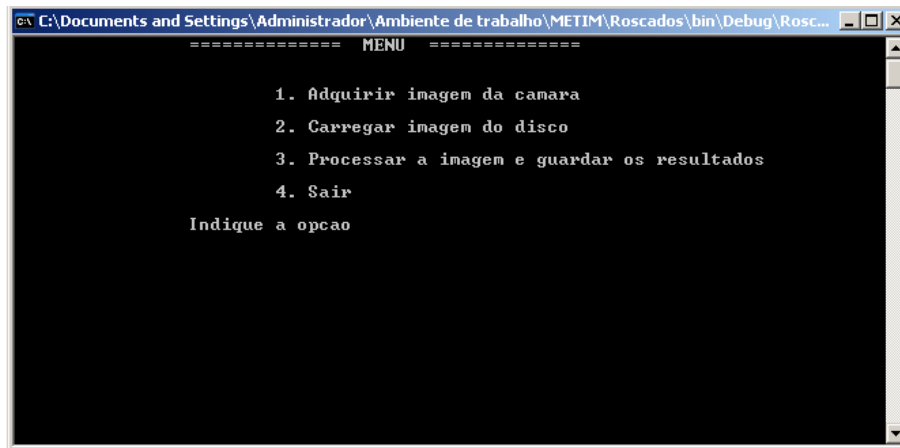 C:\Documents and Settings\Administrador\Ambiente de trabalho\METIM\Roscados\bin\Debug\Rosc...
============== MENU ==============
1. Adquirir imagem da camara
2. Carregar imagem do disco
3. Processar a imagem e guardar os resultados
4. Sair
Indique a opcao